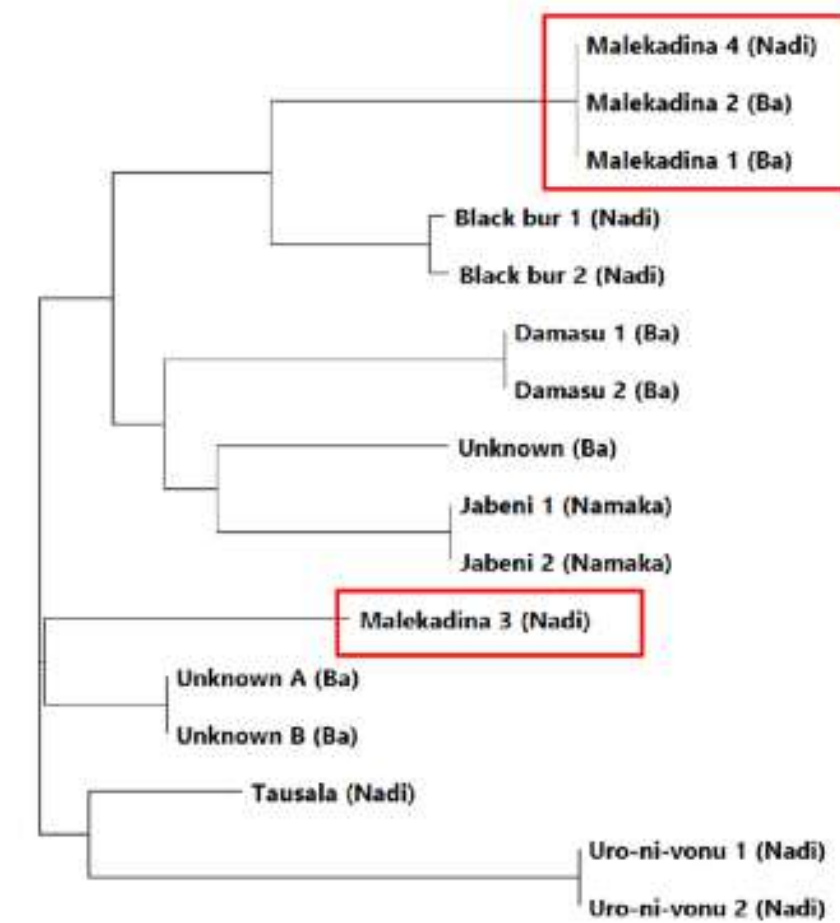 Malekadina 4 (Nadi)
Malekadina 2 (Ba)
Malekadina 1 (Ba)
Black bur 1 (Nadi)
Black bur 2 (Nadi)
Damasu 1 (Ba)
Damasu 2 (Ba)
Unknown (Ba)
Jabeni 1 (Namaka)
Jabeni 2 (Namaka)
Malekadina 3 (Nadi)
Unknown A (Ba)
Unknown B (Ba)
Tausala (Nadi)
Uro-ni-vonu 1 (Nadi)
Uro-ni-vonu 2 (Nadi)